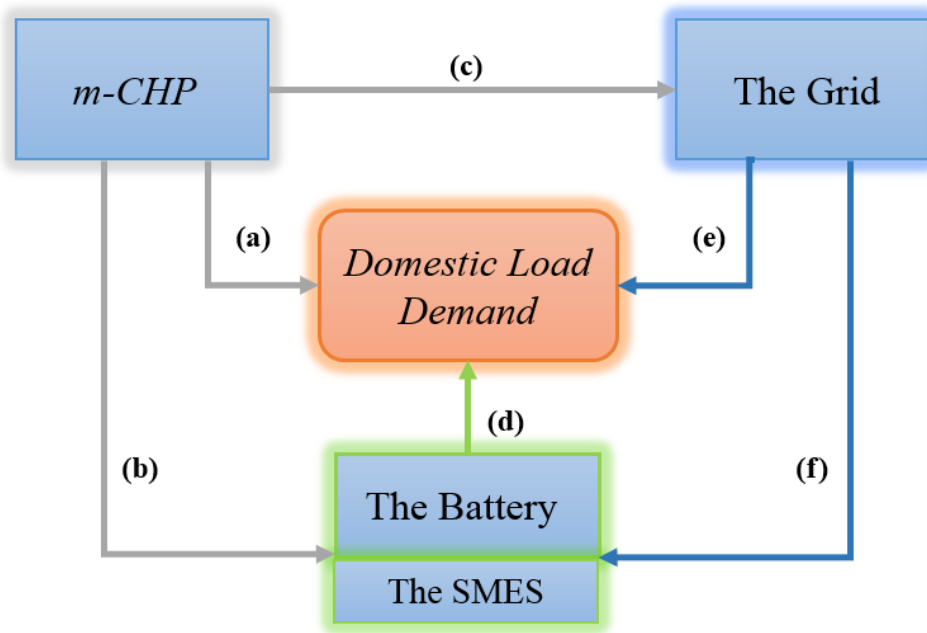 m-CHP
(c)
The Grid
(a)
(e)
Domestic Load
Demand
(d)
(b)
(f)
The Battery
The SMES